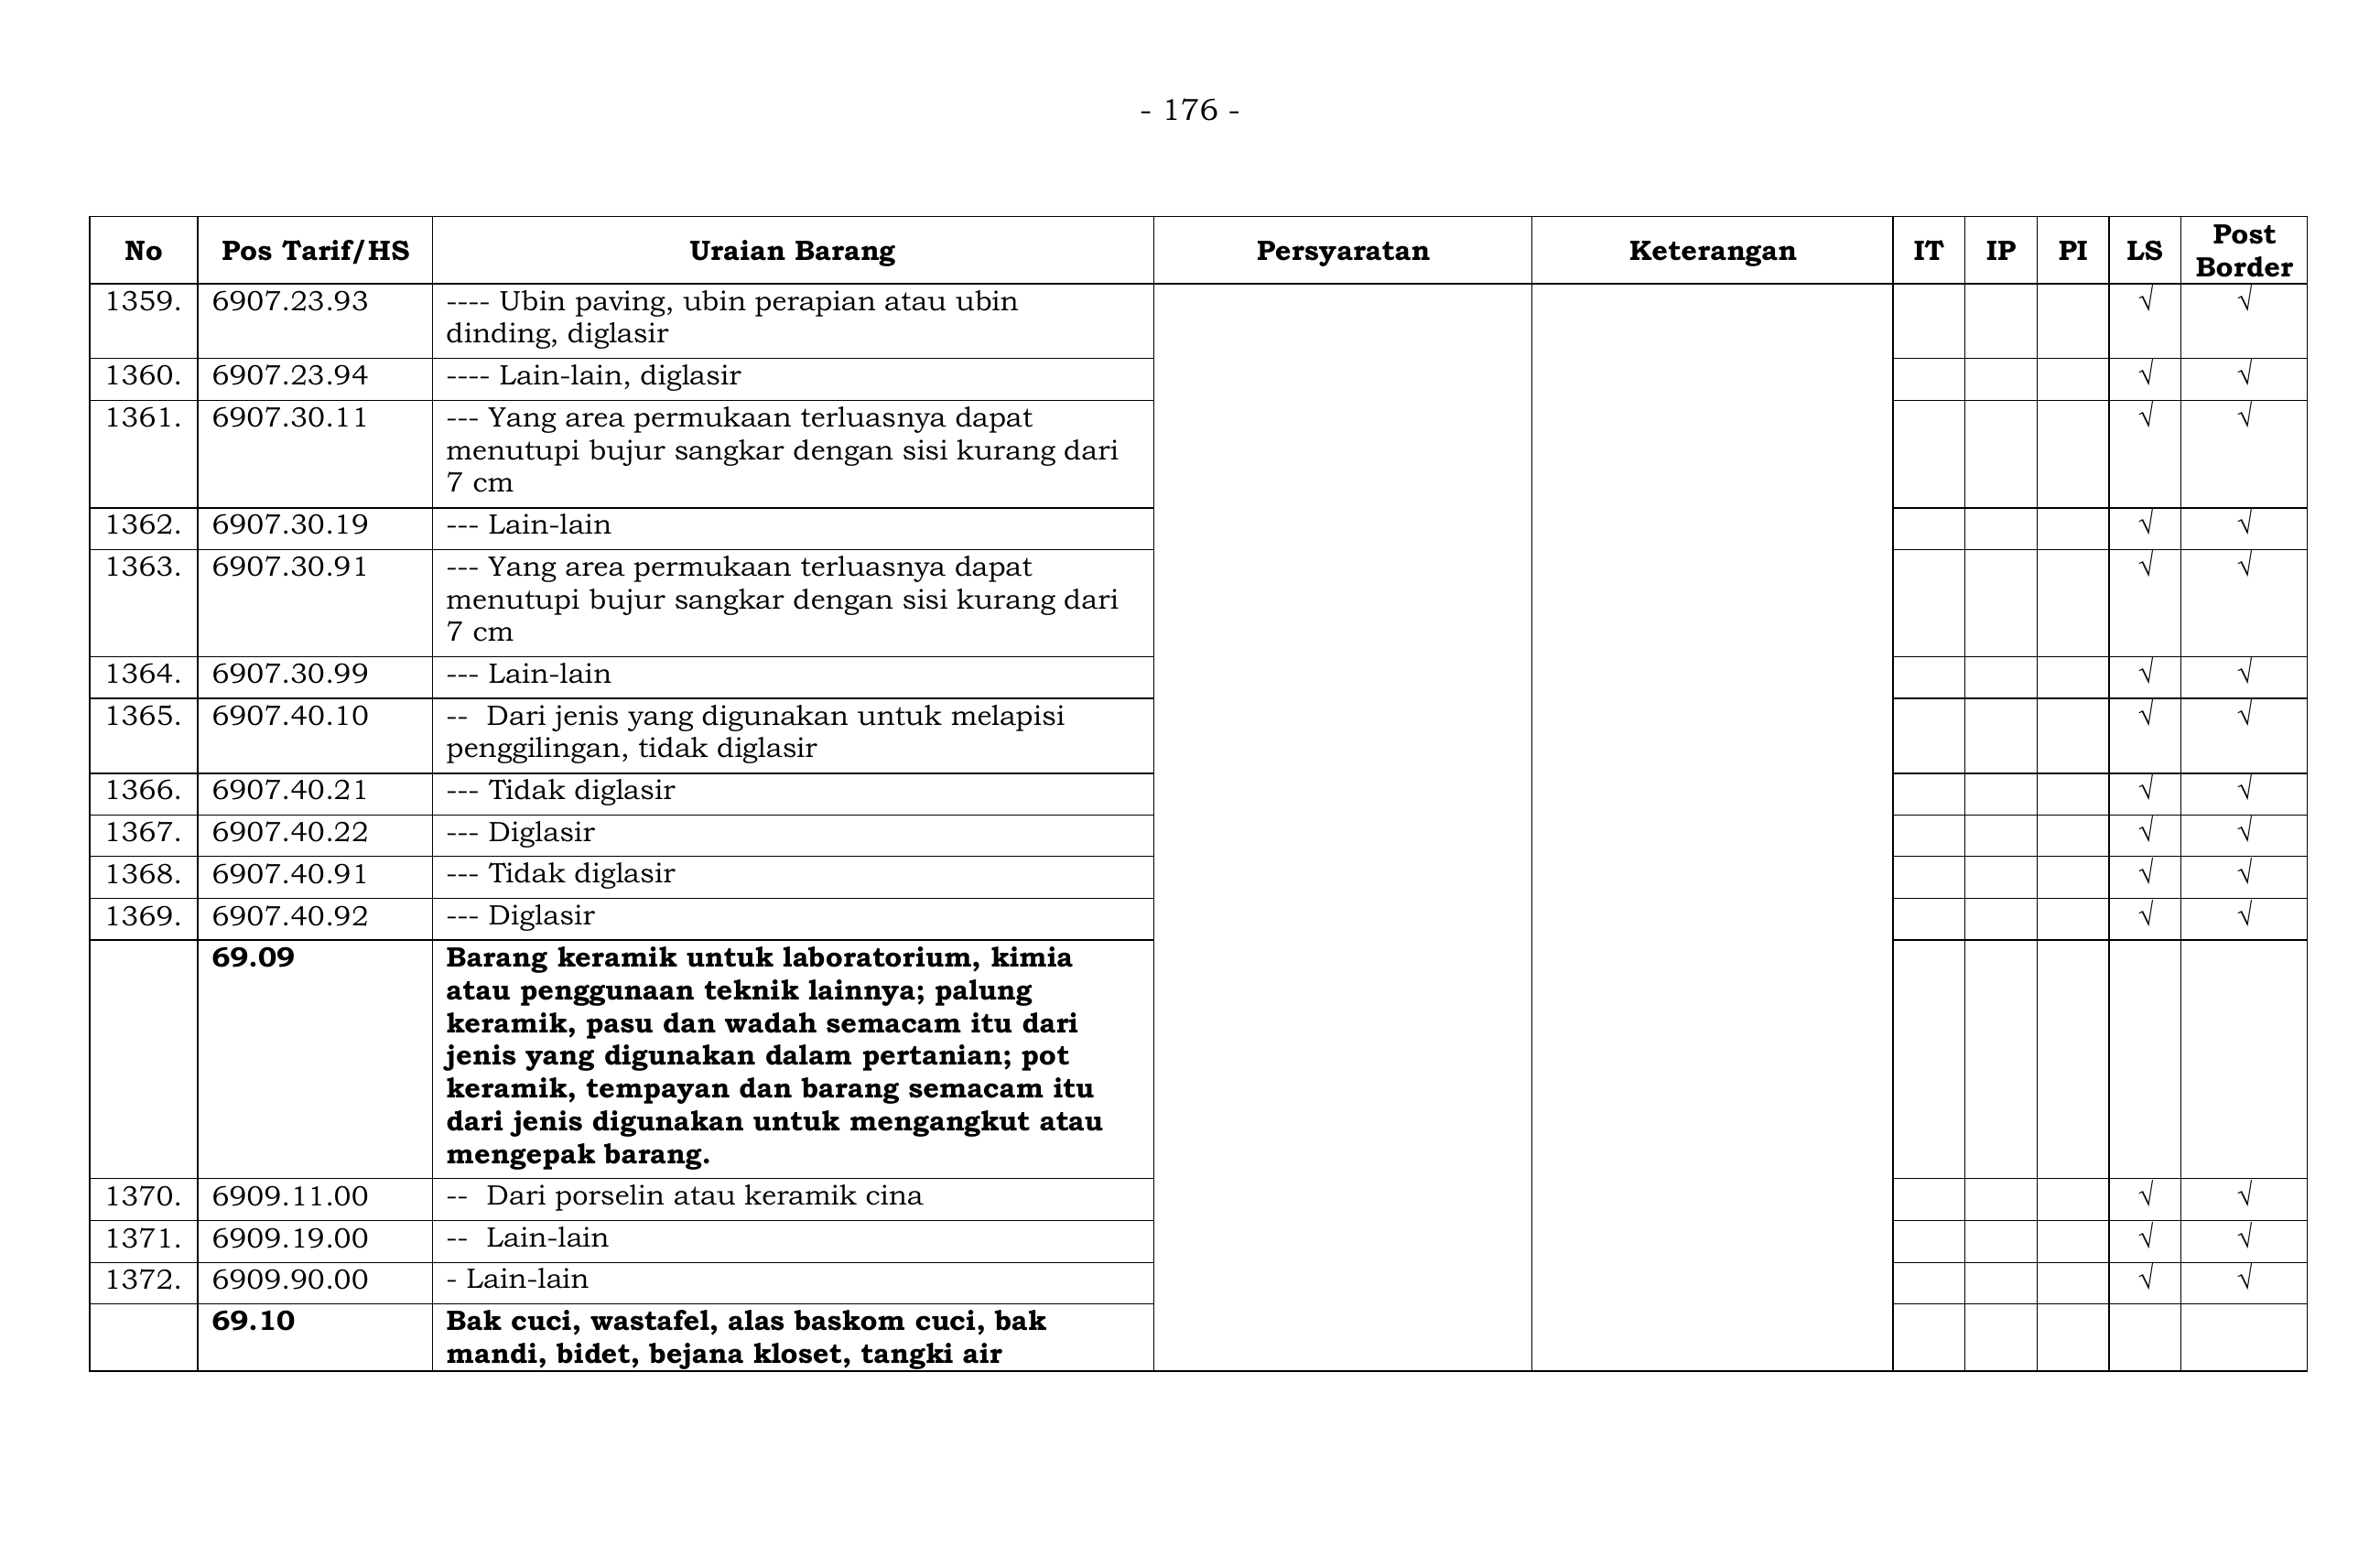 - 176 -
No Pos Tarif/HS Uraian Barang Persyaratan Keterangan IT IP PI LS Post Border
1359. 6907.23.93 ---- Ubin paving, ubin perapian atau ubin √ √
dinding, diglasir
1360. 6907.23.94 ---- Lain-lain, diglasir √ √
1361. 6907.30.11 --- Yang area permukaan terluasnya dapat √ √
menutupi bujur sangkar dengan sisi kurang dari
7 cm
1362. 6907.30.19 --- Lain-lain √ √
1363. 6907.30.91 --- Yang area permukaan terluasnya dapat √ √
menutupi bujur sangkar dengan sisi kurang dari
7 cm
1364. 6907.30.99 --- Lain-lain √ √
1365. 6907.40.10 -- Dari jenis yang digunakan untuk melapisi √ √
penggilingan, tidak diglasir
1366. 6907.40.21 --- Tidak diglasir √ √
1367. 6907.40.22 --- Diglasir √ √
1368. 6907.40.91 --- Tidak diglasir √ √
1369. 6907.40.92 --- Diglasir √ √
69.09 Barang keramik untuk laboratorium, kimia
atau penggunaan teknik lainnya; palung
keramik, pasu dan wadah semacam itu dari
jenis yang digunakan dalam pertanian; pot
keramik, tempayan dan barang semacam itu
dari jenis digunakan untuk mengangkut atau
mengepak barang.
1370. 6909.11.00 -- Dari porselin atau keramik cina √ √
1371. 6909.19.00 -- Lain-lain √ √
1372. 6909.90.00 - Lain-lain √ √
69.10 Bak cuci, wastafel, alas baskom cuci, bak
mandi, bidet, bejana kloset, tangki air